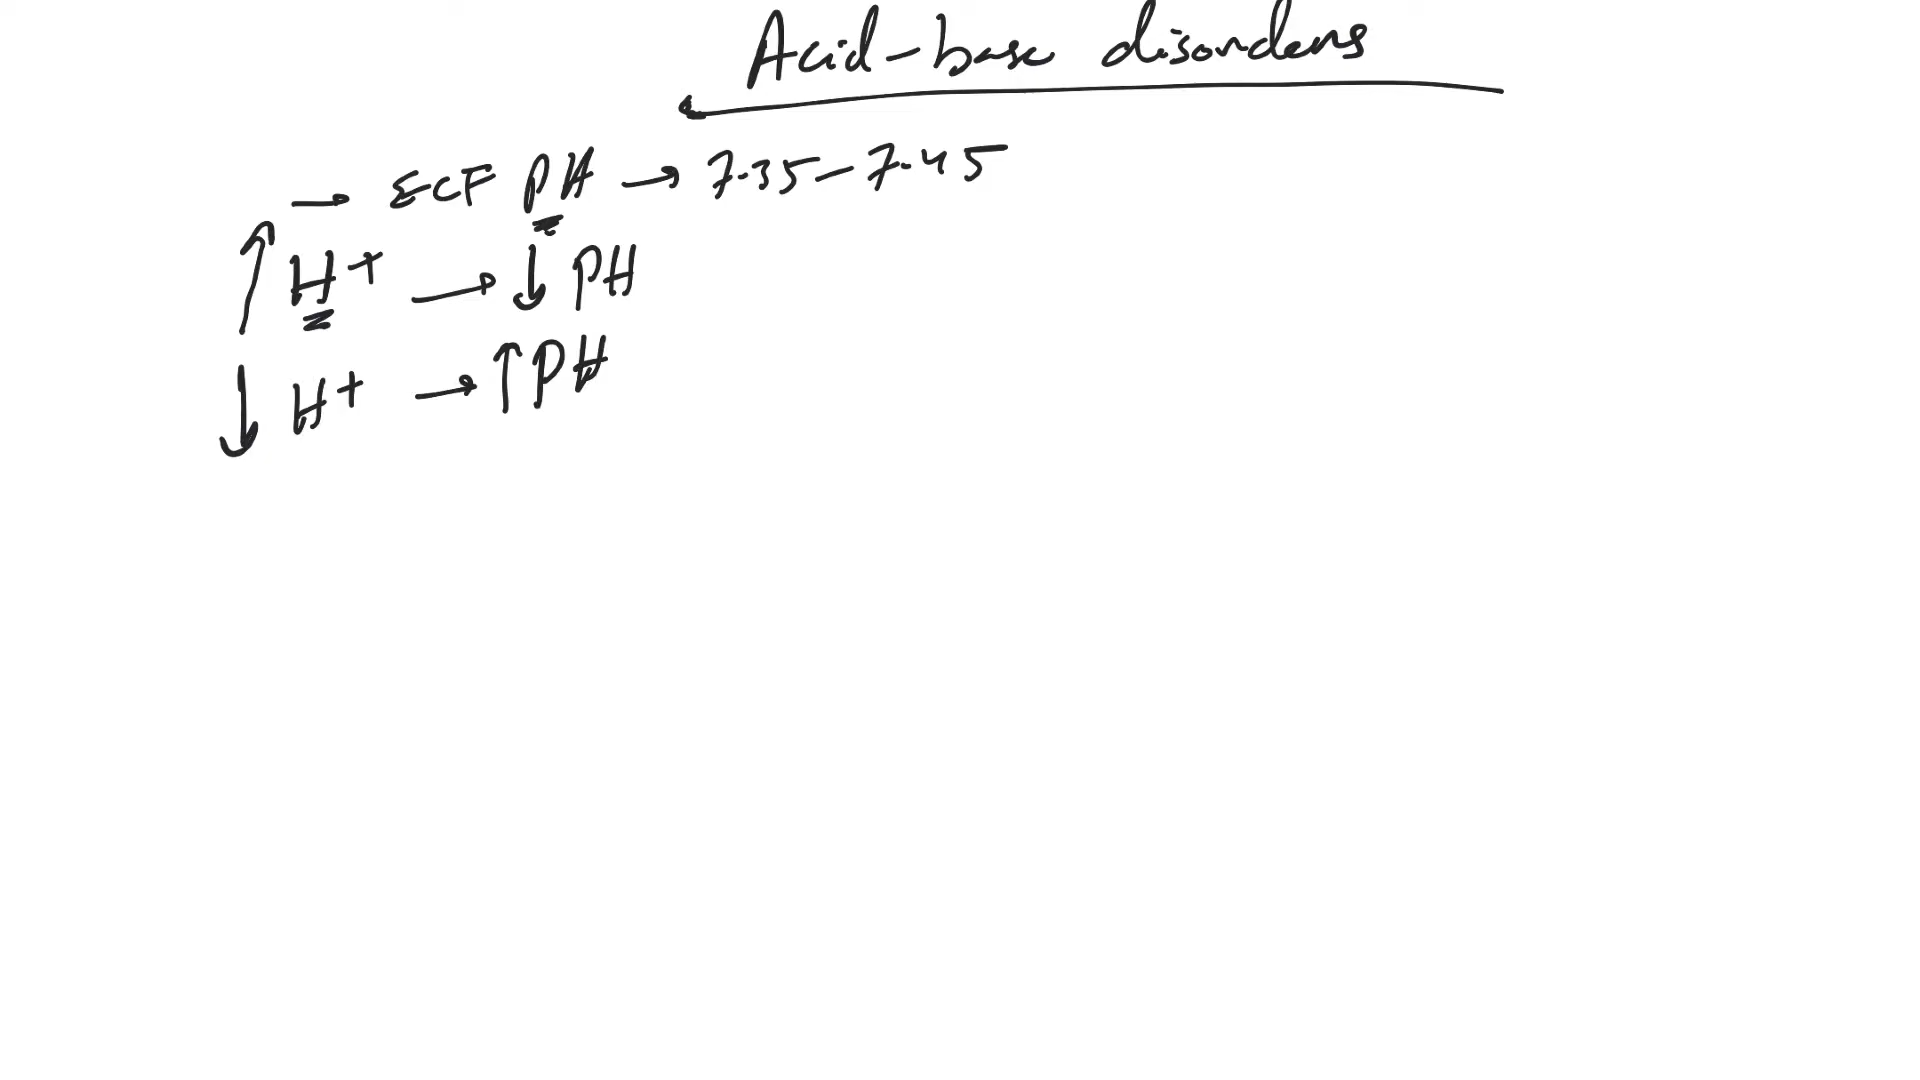 Acid-base disorders
→ ECF PH → 7.35-7.45
↑ H+ → ↓ PH
↓ H+ → ↑ PH